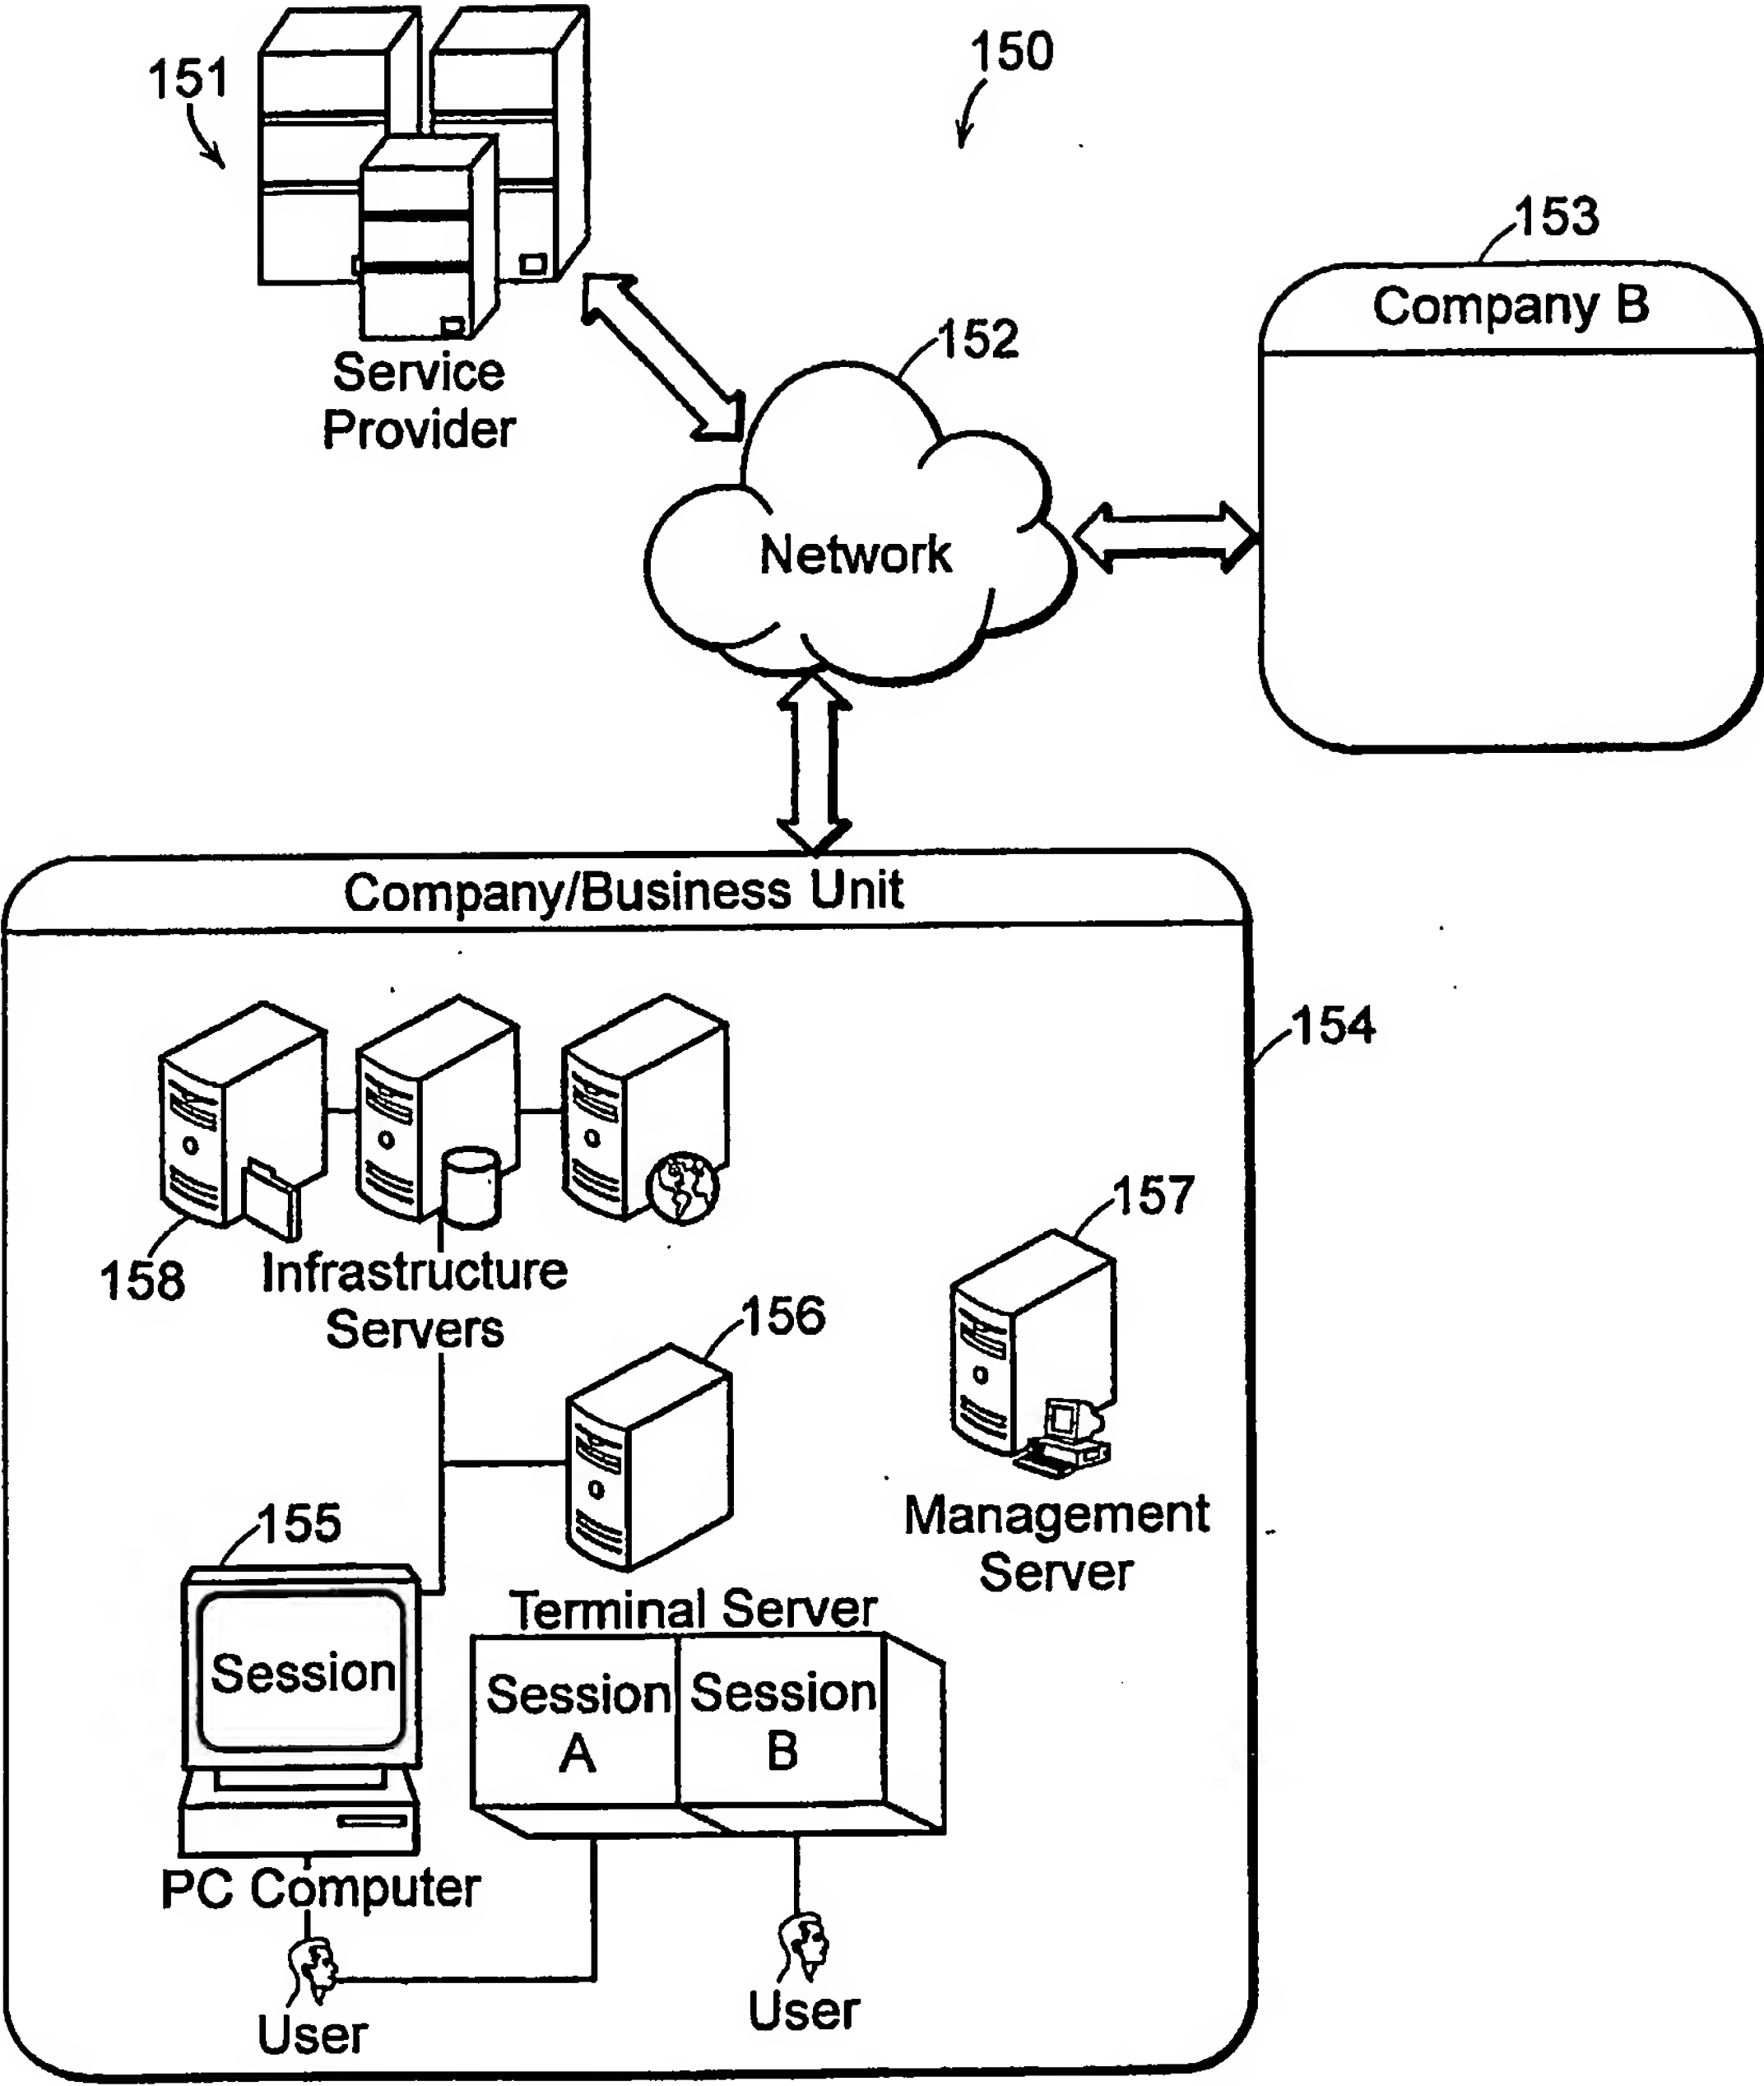 151
150
153
Company B
152
Service
Provider
Network
Company/Business Unit
154
157
158
Infrastructure
Servers
156
Management
Server
155
Terminal Server
Session
Session
A
Session
B
PC Computer
User
User